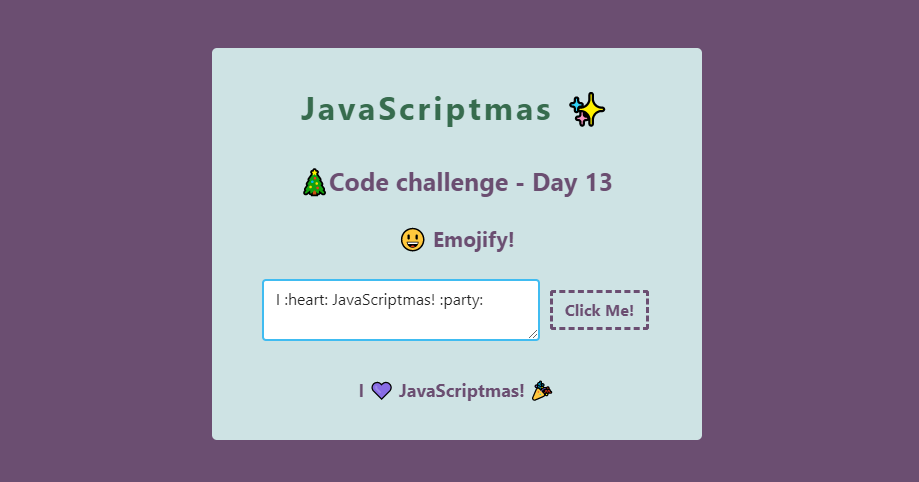 JavaScriptmas ✨
🎄Code challenge - Day 13
😃 Emojify!
I :heart: JavaScriptmas! :party:
Click Me!
I 💜 JavaScriptmas! 🎉